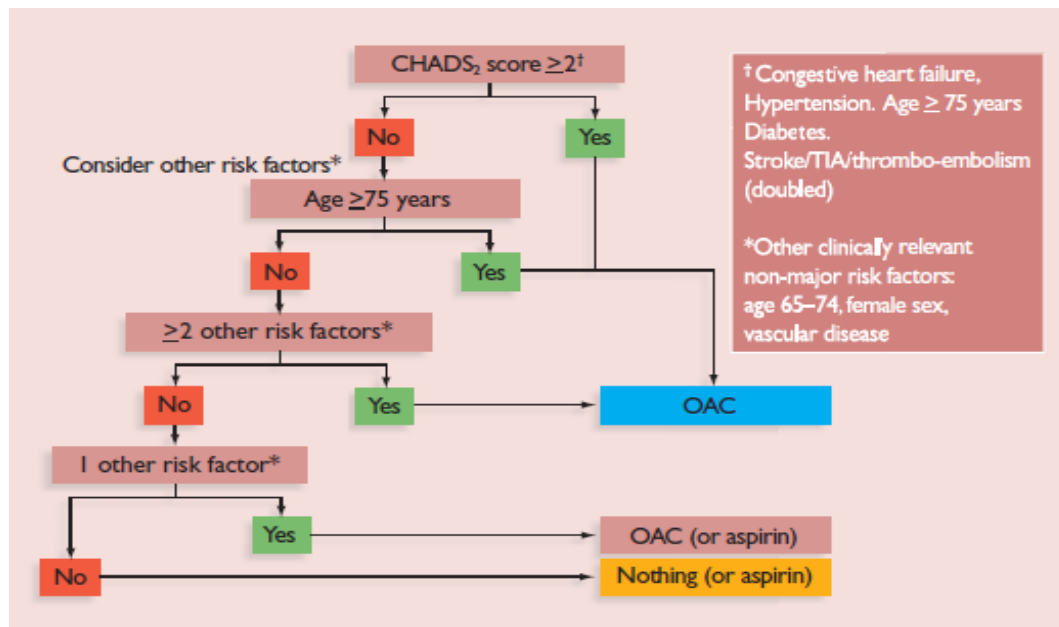 CHADS₂ score ≥2†
No
Yes
Consider other risk factors*
Age ≥75 years
No
Yes
≥2 other risk factors*
No
Yes
OAC
1 other risk factor*
Yes
OAC (or aspirin)
No
Nothing (or aspirin)
† Congestive heart failure,
Hypertension. Age ≥ 75 years
Diabetes.
Stroke/TIA/thrombo-embolism
(doubled)
*Other clinically relevant
non-major risk factors:
age 65–74, female sex,
vascular disease